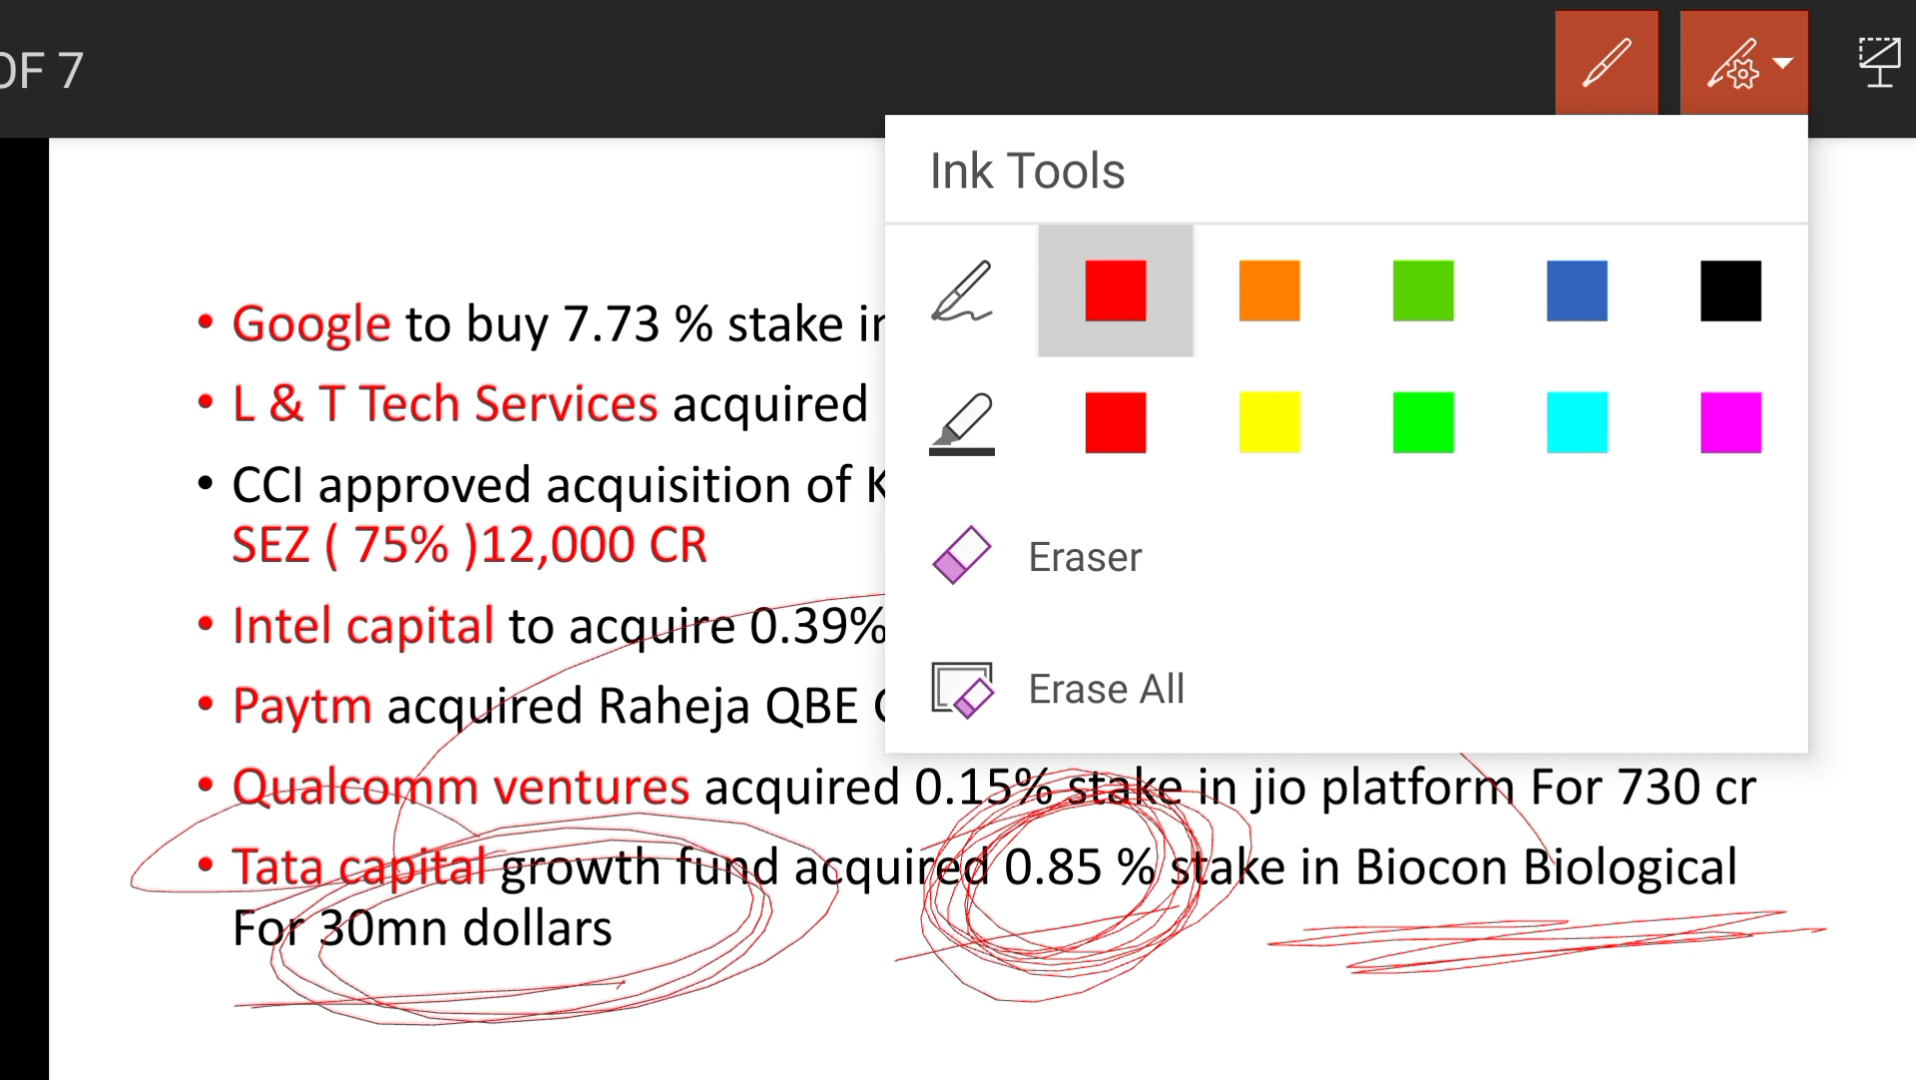 OF 7
Ink Tools
Eraser
Erase All
• Google to buy 7.73 % stake in
• L & T Tech Services acquired
• CCI approved acquisition of K
SEZ ( 75% )12,000 CR
• Intel capital to acquire 0.39%
• Paytm acquired Raheja QBE
• Qualcomm ventures acquired 0.15% stake in jio platform For 730 cr
• Tata capital growth fund acquired 0.85 % stake in Biocon Biological
For 30mn dollars